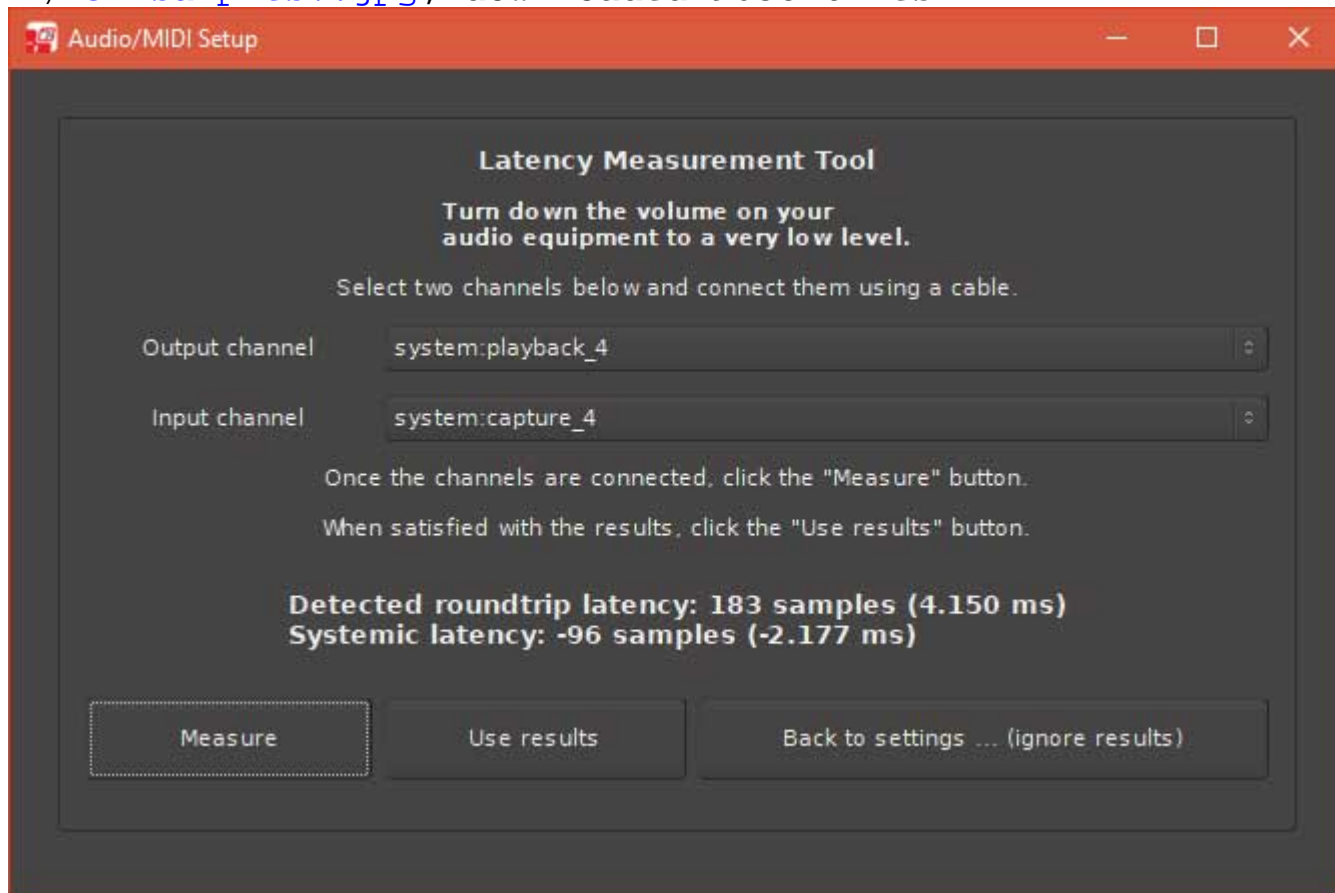 Audio/MIDI Setup
Latency Measurement Tool
Turn down the volume on your
audio equipment to a very low level.
Select two channels below and connect them using a cable.
Output channel system:playback_4
Input channel system:capture_4
Once the channels are connected, click the "Measure" button.
When satisfied with the results, click the "Use results" button.
Detected roundtrip latency: 183 samples (4.150 ms)
Systemic latency: -96 samples (-2.177 ms)
Measure Use results Back to settings ... (ignore results)